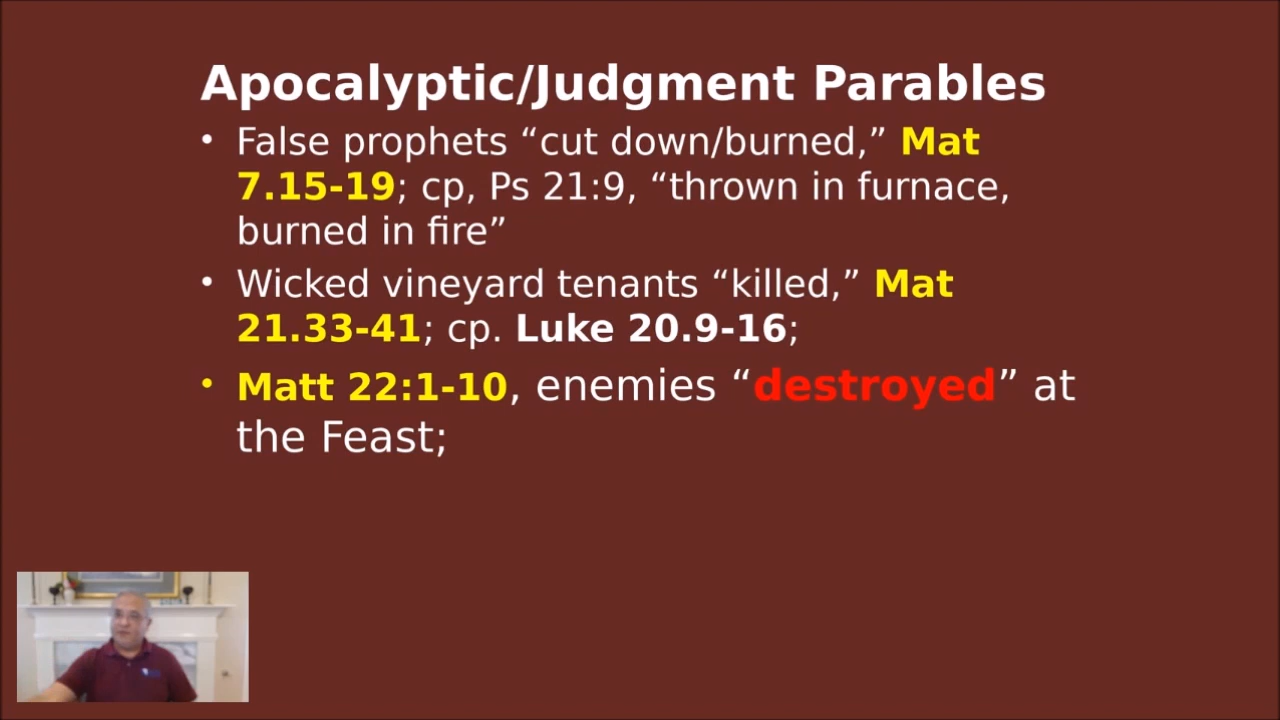 Apocalyptic/Judgment Parables
• False prophets “cut down/burned,” Mat
7.15-19; cp, Ps 21:9, “thrown in furnace,
burned in fire”
• Wicked vineyard tenants “killed,” Mat
21.33-41; cp. Luke 20.9-16;
• Matt 22:1-10, enemies “destroyed” at
the Feast;